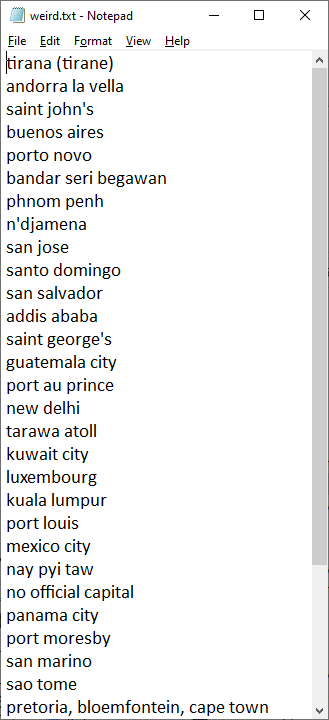 weird.txt - Notepad
File Edit Format View Help
tirana (tirane)
andorra la vella
saint john's
buenos aires
porto novo
bandar seri begawan
phnom penh
n'djamena
san jose
santo domingo
san salvador
addis ababa
saint george's
guatemala city
port au prince
new delhi
tarawa atoll
kuwait city
luxembourg
kuala lumpur
port louis
mexico city
nay pyi taw
no official capital
panama city
port moresby
san marino
sao tome
pretoria, bloemfontein, cape town